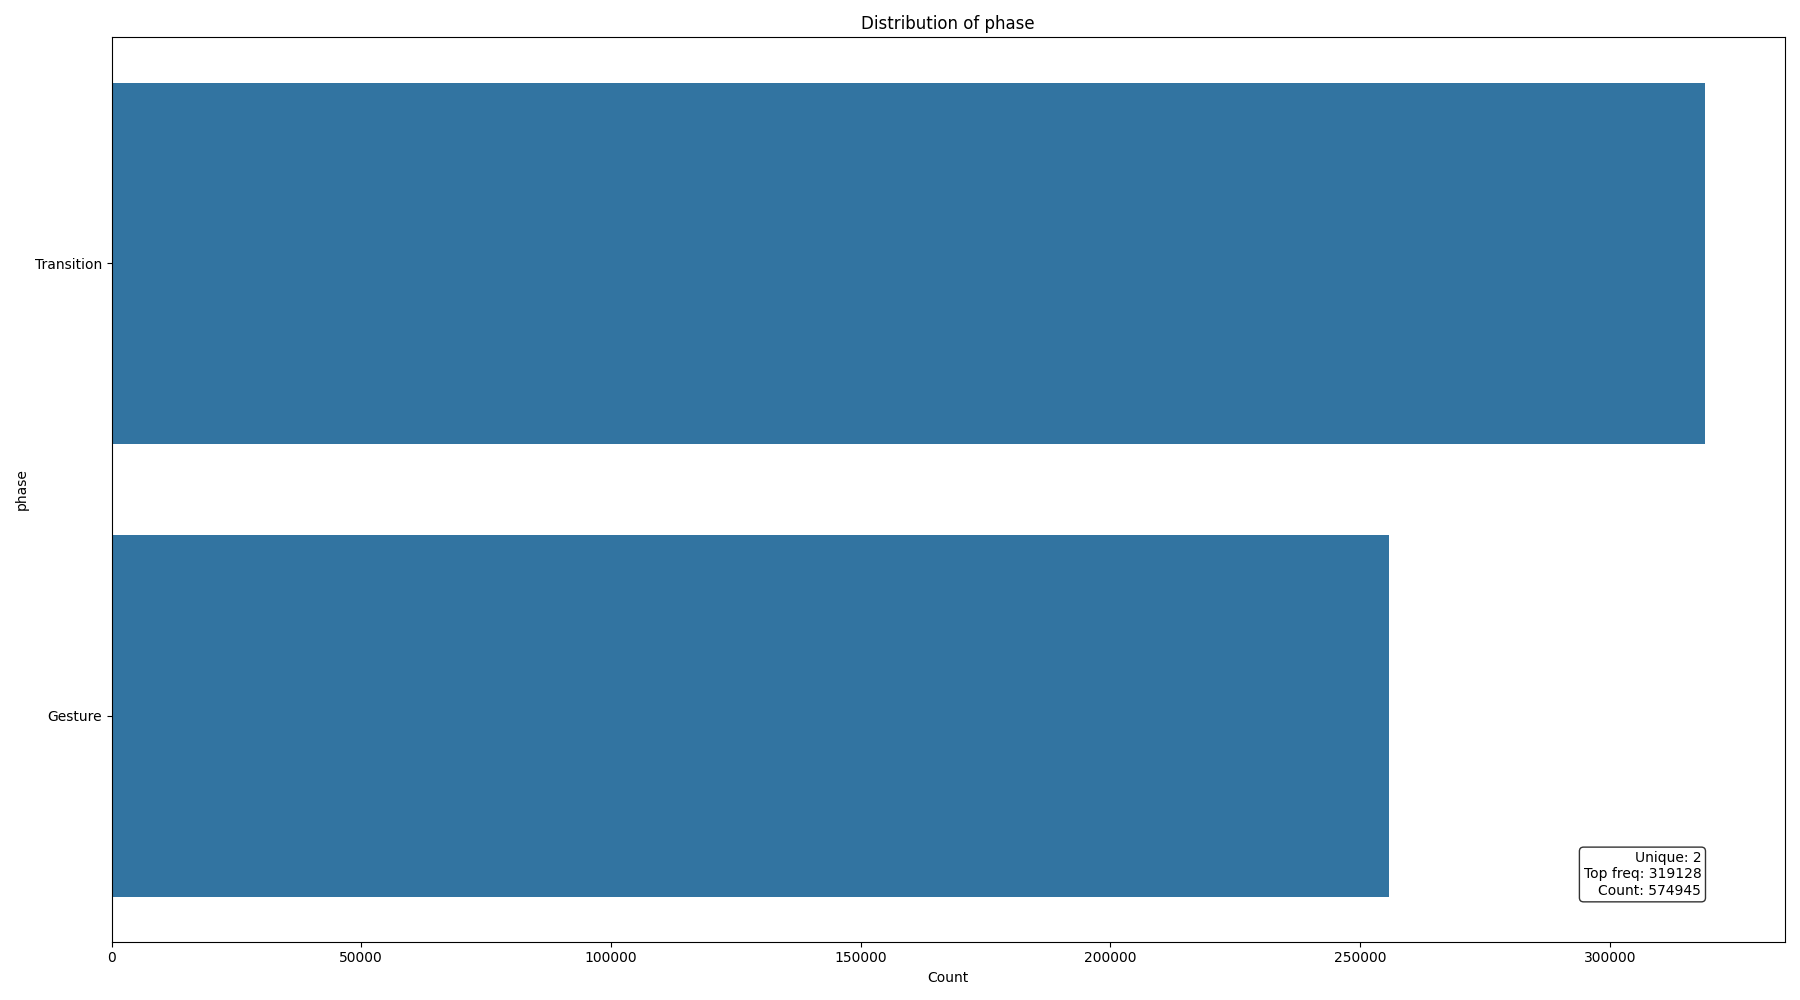 Distribution of phase
Transition
phase
Gesture
Unique: 2
Top freq: 319128
Count: 574945
0 50000 100000 150000 200000 250000 300000
Count